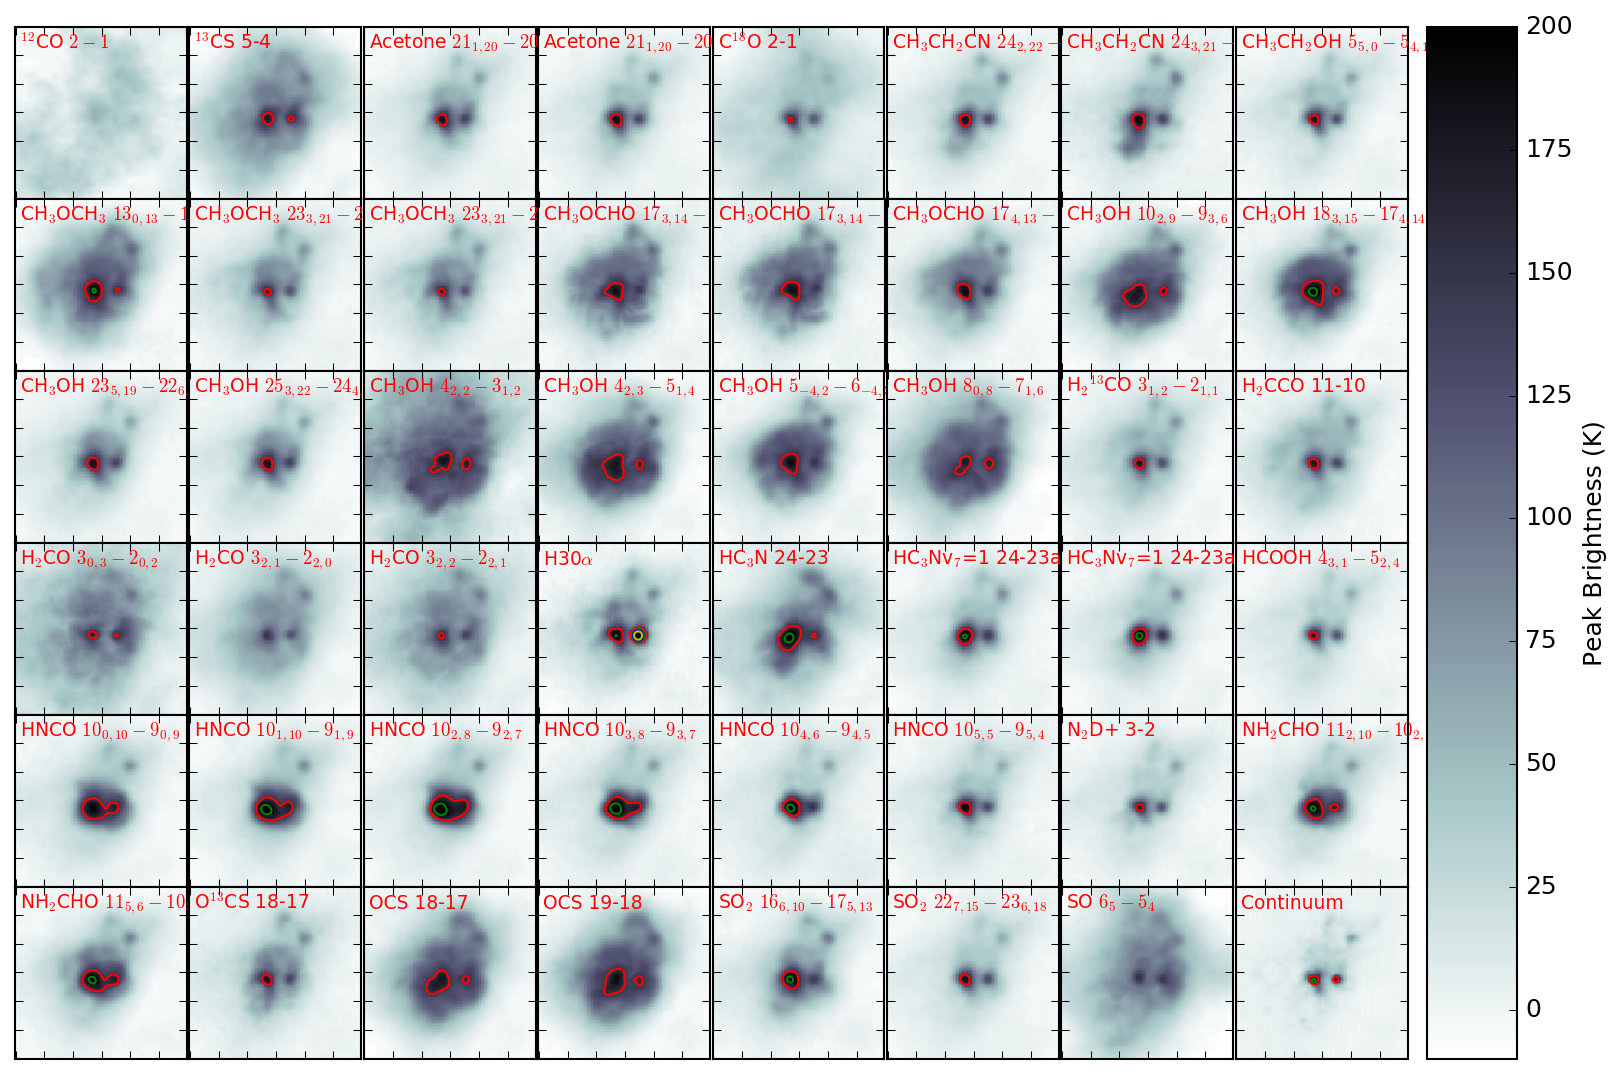 ¹²CO 2 − 1
¹³CS 5-4
Acetone 21₁,₂₀ − 20
Acetone 21₁,₂₀ − 20
C¹⁸O 2-1
CH₃CH₂CN 24₂,₂₂ −
CH₃CH₂CN 24₃,₂₁ −
CH₃CH₂OH 5₅,₀ − 5₄,₁
CH₃OCH₃ 13₀,₁₃ − 1
CH₃OCH₃ 23₃,₂₁ − 2
CH₃OCH₃ 23₃,₂₁ − 2
CH₃OCHO 17₃,₁₄ −
CH₃OCHO 17₃,₁₄ −
CH₃OCHO 17₄,₁₃ −
CH₃OH 10₂,₉ − 9₃,₆
CH₃OH 18₃,₁₅ − 17₄,₁₄
CH₃OH 23₅,₁₉ − 22₆
CH₃OH 25₃,₂₂ − 24₄
CH₃OH 4₂,₂ − 3₁,₂
CH₃OH 4₂,₃ − 5₁,₄
CH₃OH 5₋₄,₂ − 6₋₄,
CH₃OH 8₀,₈ − 7₁,₆
H₂¹³CO 3₁,₂ − 2₁,₁
H₂CCO 11-10
H₂CO 3₀,₃ − 2₀,₂
H₂CO 3₂,₁ − 2₂,₀
H₂CO 3₂,₂ − 2₂,₁
H30α
HC₃N 24-23
HC₃Nv₇=1 24-23a
HC₃Nv₇=1 24-23a
HCOOH 4₃,₁ − 5₂,₄
HNCO 10₀,₁₀ − 9₀,₉
HNCO 10₁,₁₀ − 9₁,₉
HNCO 10₂,₈ − 9₂,₇
HNCO 10₃,₈ − 9₃,₇
HNCO 10₄,₆ − 9₄,₅
HNCO 10₅,₅ − 9₅,₄
N₂D+ 3-2
NH₂CHO 11₂,₁₀ − 10₂,
NH₂CHO 11₅,₆ − 10
O¹³CS 18-17
OCS 18-17
OCS 19-18
SO₂ 16₆,₁₀ − 17₅,₁₃
SO₂ 22₇,₁₅ − 23₆,₁₈
SO 6₅ − 5₄
Continuum
200
175
150
125
100
75
50
25
0
Peak Brightness (K)